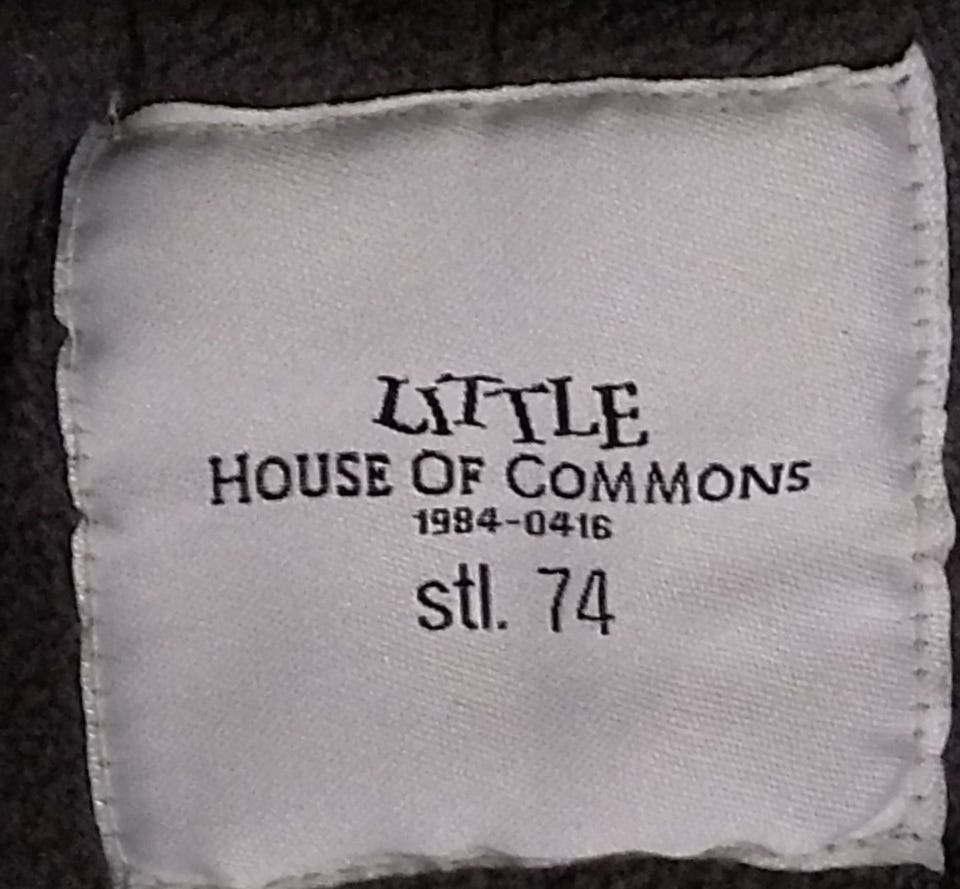 LITTLE
HOUSE OF COMMONS
1984-0416
stl. 74